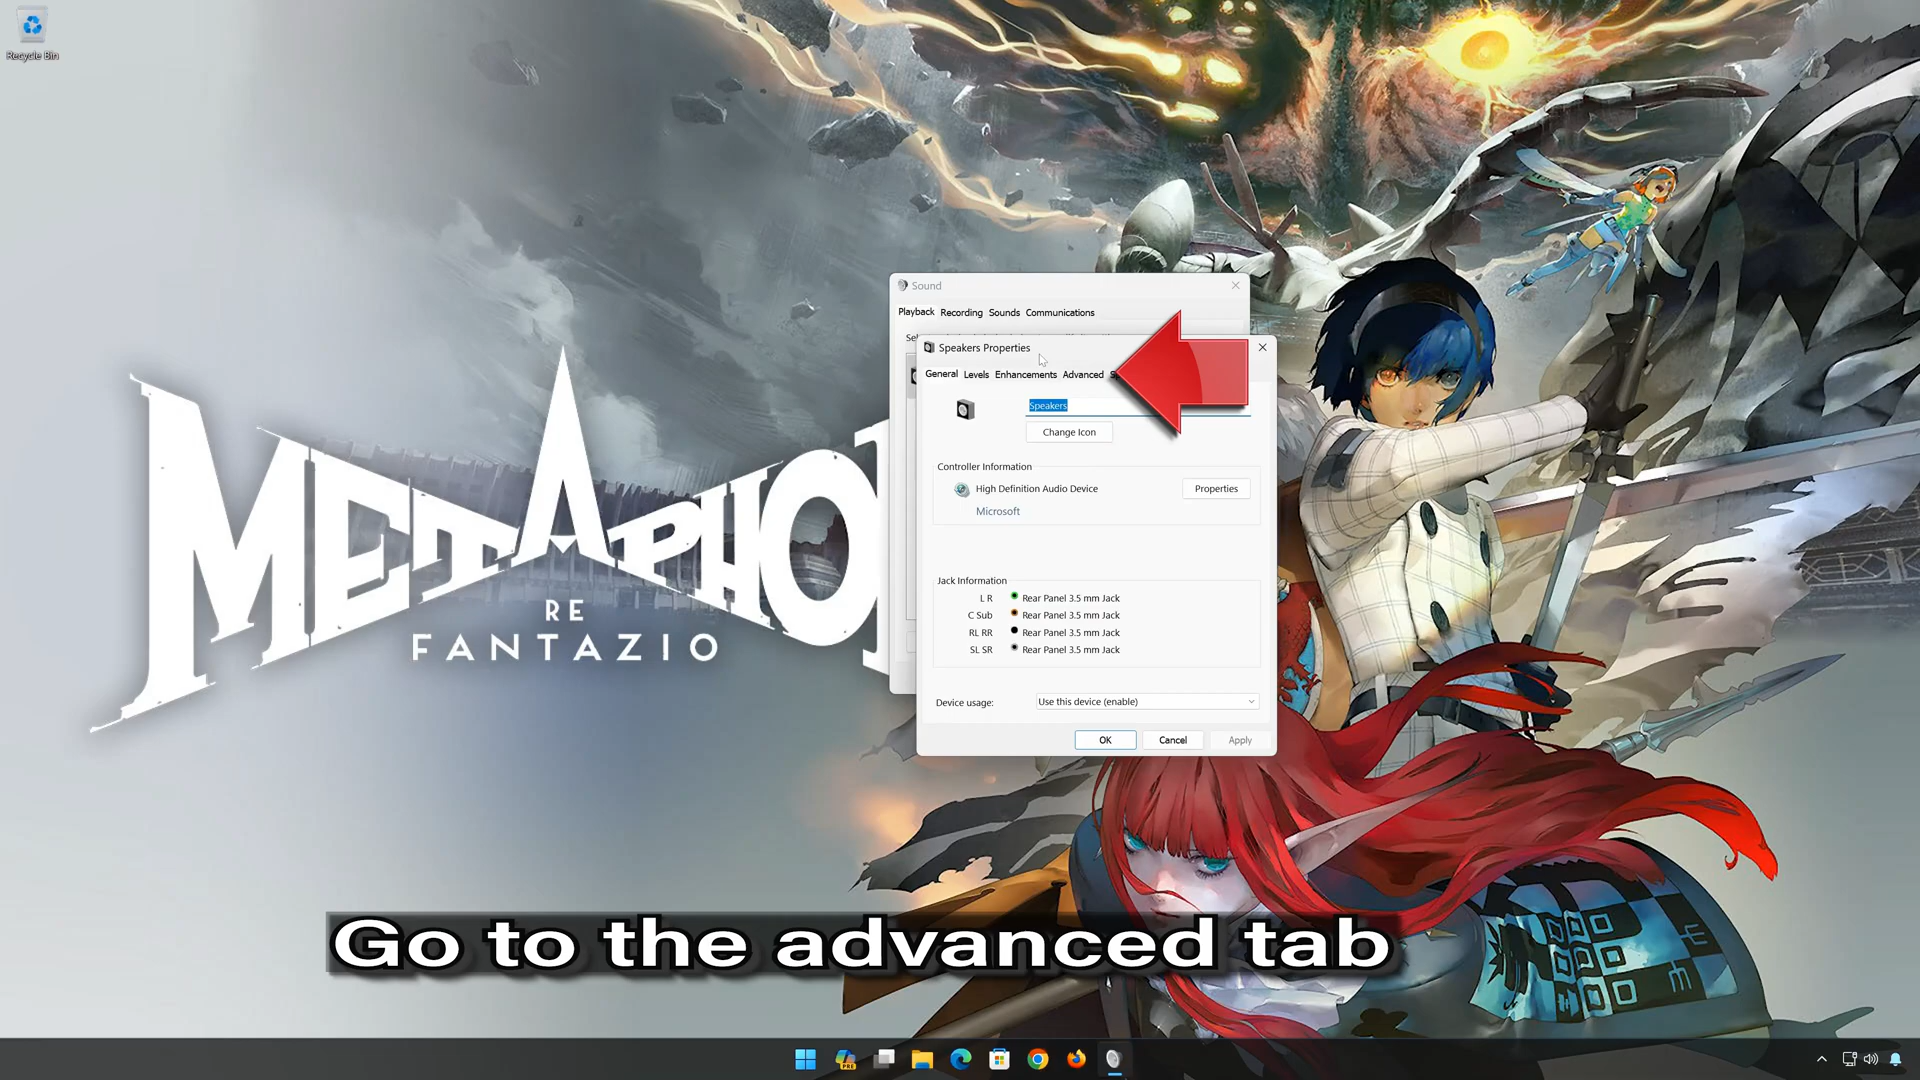 Recycle Bin
METAPHO
RE
FANTAZIO
Sound
Playback Recording Sounds Communications
Speakers Properties
General Levels Enhancements Advanced
Speakers
Change Icon
Controller Information
High Definition Audio Device
Properties
Microsoft
Jack Information
L R Rear Panel 3.5 mm Jack
C Sub Rear Panel 3.5 mm Jack
RL RR Rear Panel 3.5 mm Jack
SL SR Rear Panel 3.5 mm Jack
Device usage: Use this device (enable)
OK Cancel Apply
Go to the advanced tab
PRE